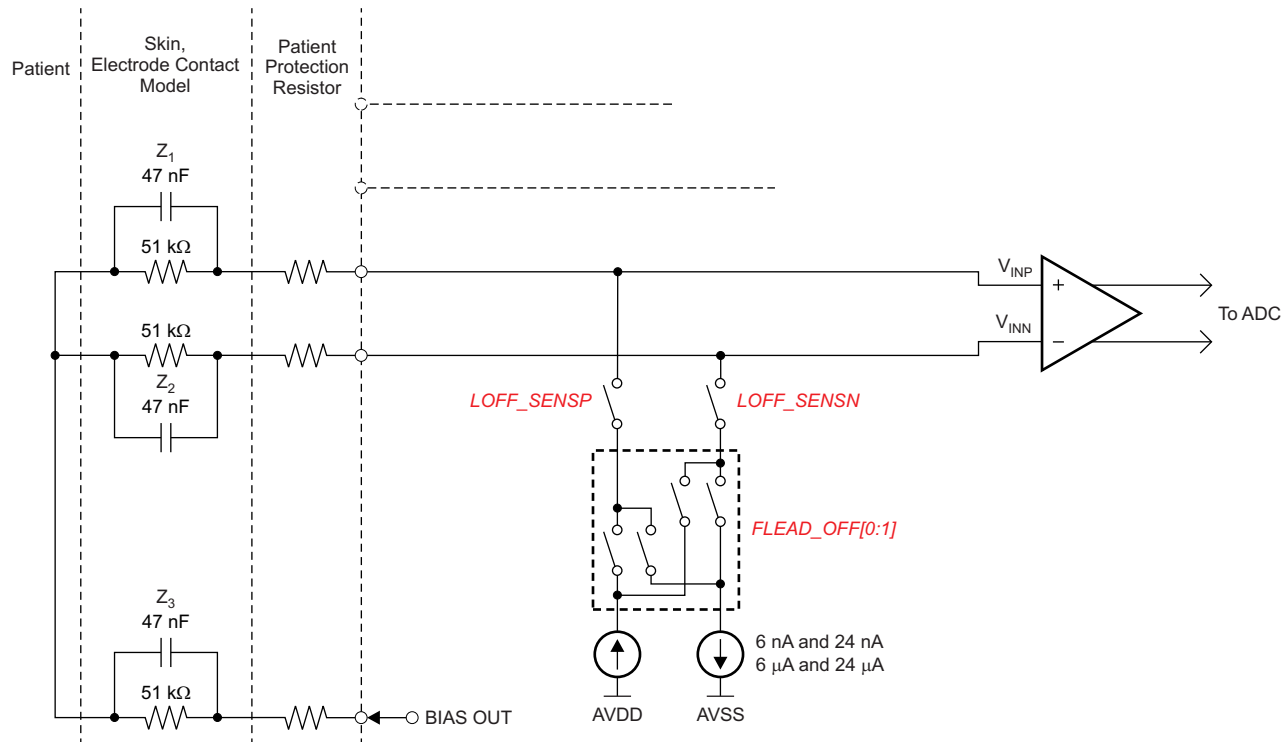 Patient
Skin,
Electrode Contact
Model
Patient
Protection
Resistor
Z1
47 nF
51 kΩ
51 kΩ
Z2
47 nF
Z3
47 nF
51 kΩ
BIAS OUT
VINP
VINN
+
−
To ADC
LOFF_SENSP
LOFF_SENSN
FLEAD_OFF[0:1]
6 nA and 24 nA
6 μA and 24 μA
AVDD
AVSS